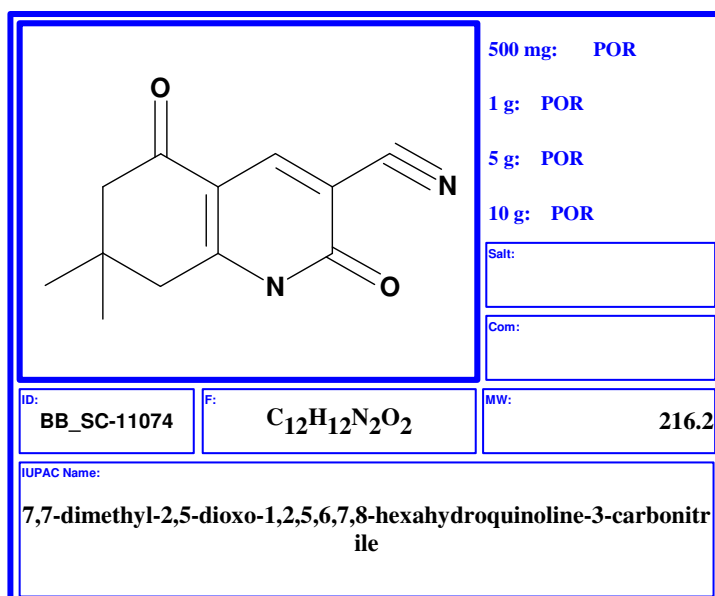 500 mg: POR
1 g: POR
5 g: POR
10 g: POR
O
N
N
O
Salt:
Com:
ID:
BB_SC-11074
F:
C12H12N2O2
MW:
216.2
IUPAC Name:
7,7-dimethyl-2,5-dioxo-1,2,5,6,7,8-hexahydroquinoline-3-carbonitr
ile